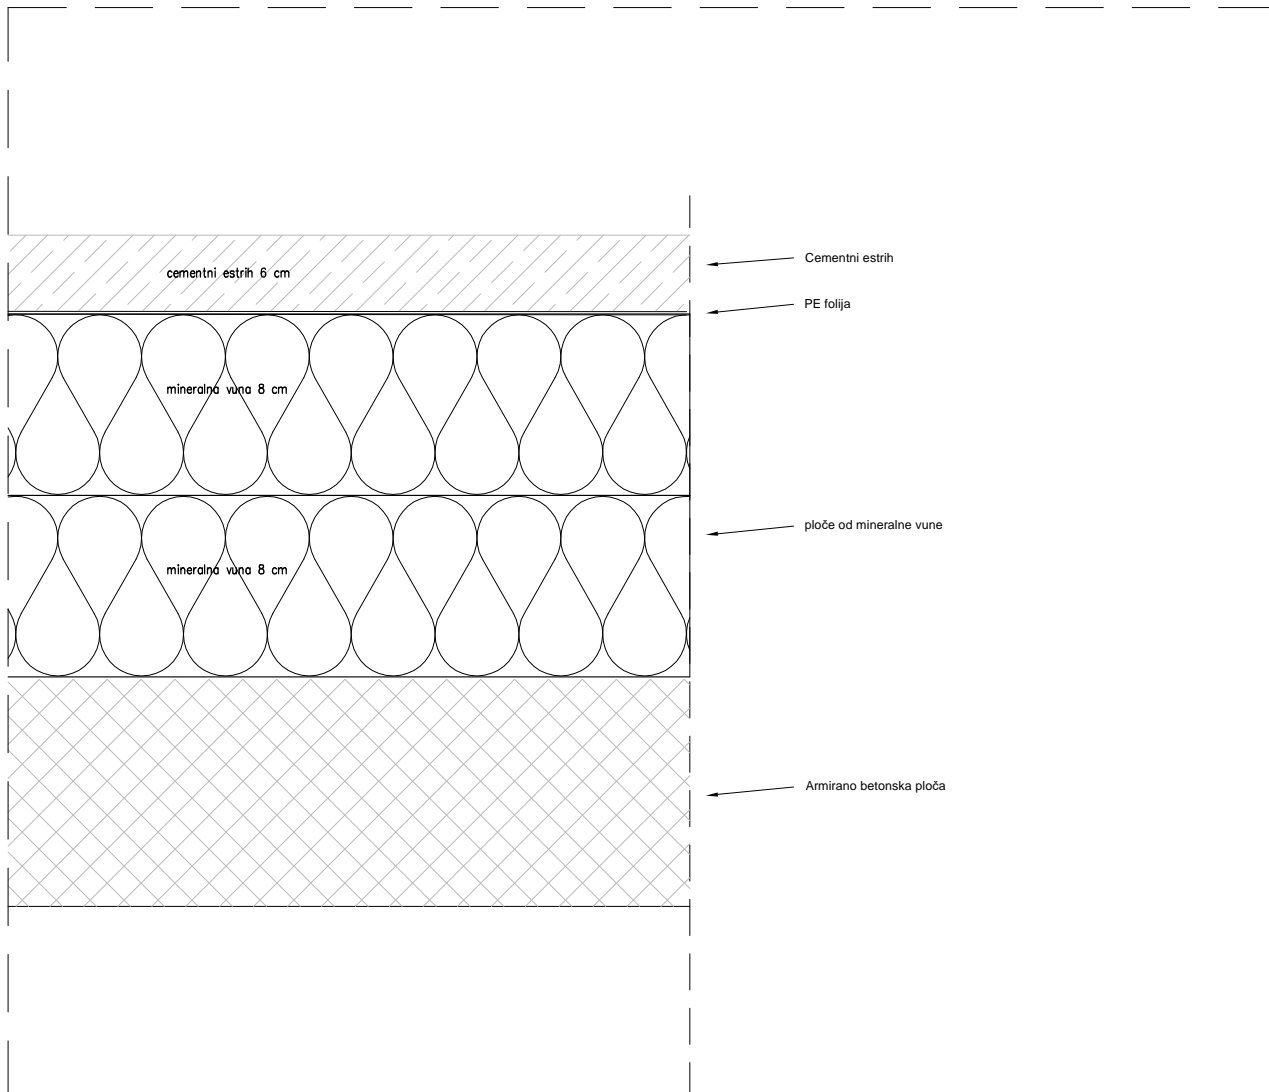 Cementni estrih
cementni estrih 6 cm
PE folija
mineralna vuna 8 cm
ploče od mineralne vune
mineralna vuna 8 cm
Armirano betonska ploča